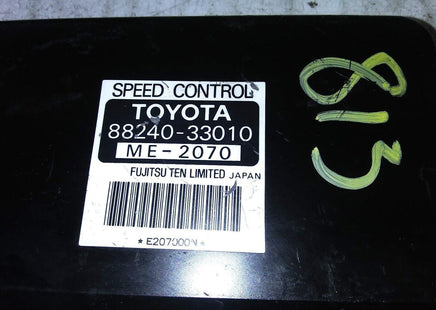 SPEED CONTROL
TOYOTA
88240-33010
ME-2070
FUJITSU TEN LIMITED JAPAN
*E207000N*
813